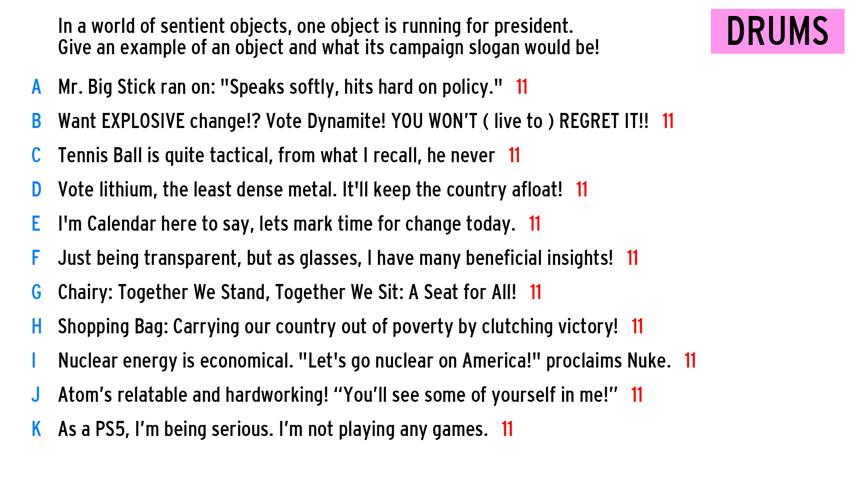 In a world of sentient objects, one object is running for president.
Give an example of an object and what its campaign slogan would be!
DRUMS
A Mr. Big Stick ran on: "Speaks softly, hits hard on policy." 11
B Want EXPLOSIVE change!? Vote Dynamite! YOU WON'T ( live to ) REGRET IT!! 11
C Tennis Ball is quite tactical, from what I recall, he never 11
D Vote lithium, the least dense metal. It'll keep the country afloat! 11
E I'm Calendar here to say, lets mark time for change today. 11
F Just being transparent, but as glasses, I have many beneficial insights! 11
G Chairy: Together We Stand, Together We Sit: A Seat for All! 11
H Shopping Bag: Carrying our country out of poverty by clutching victory! 11
I Nuclear energy is economical. "Let's go nuclear on America!" proclaims Nuke. 11
J Atom's relatable and hardworking! “You'll see some of yourself in me!” 11
K As a PS5, I'm being serious. I'm not playing any games. 11